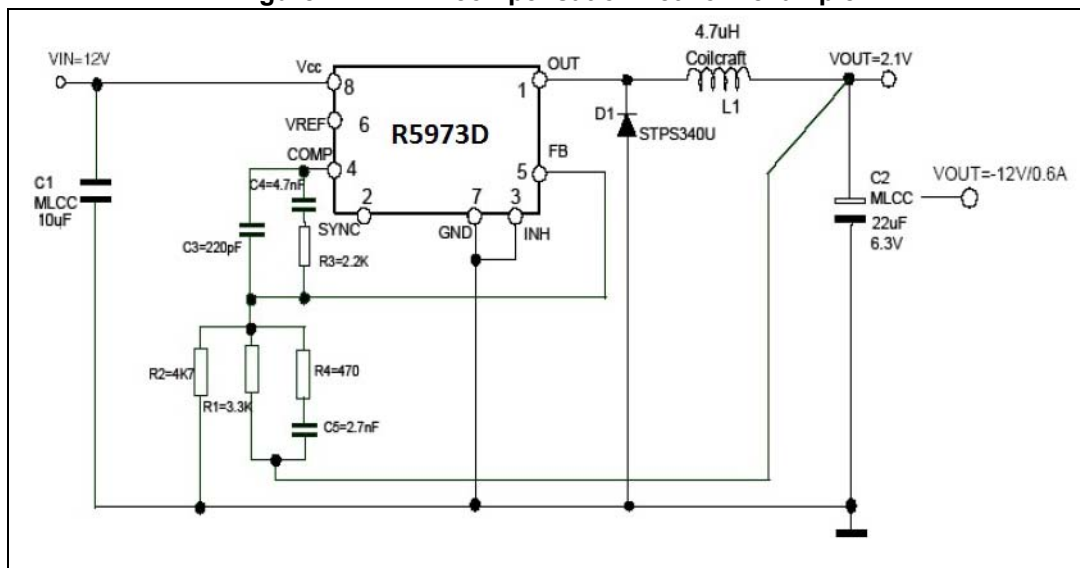 VIN=12V
C1
MLCC
10uF
Vcc
8
VREF
6
COMP
4
R5973D
2
SYNC
7
GND
3
INH
OUT
1
FB
5
C4=4.7nF
C3=220pF
R3=2.2K
R2=4K7
R1=3.3K
R4=470
C5=2.7nF
D1
STPS340U
4.7uH
Coilcraft
L1
VOUT=2.1V
C2
MLCC
22uF
6.3V
VOUT=-12V/0.6A